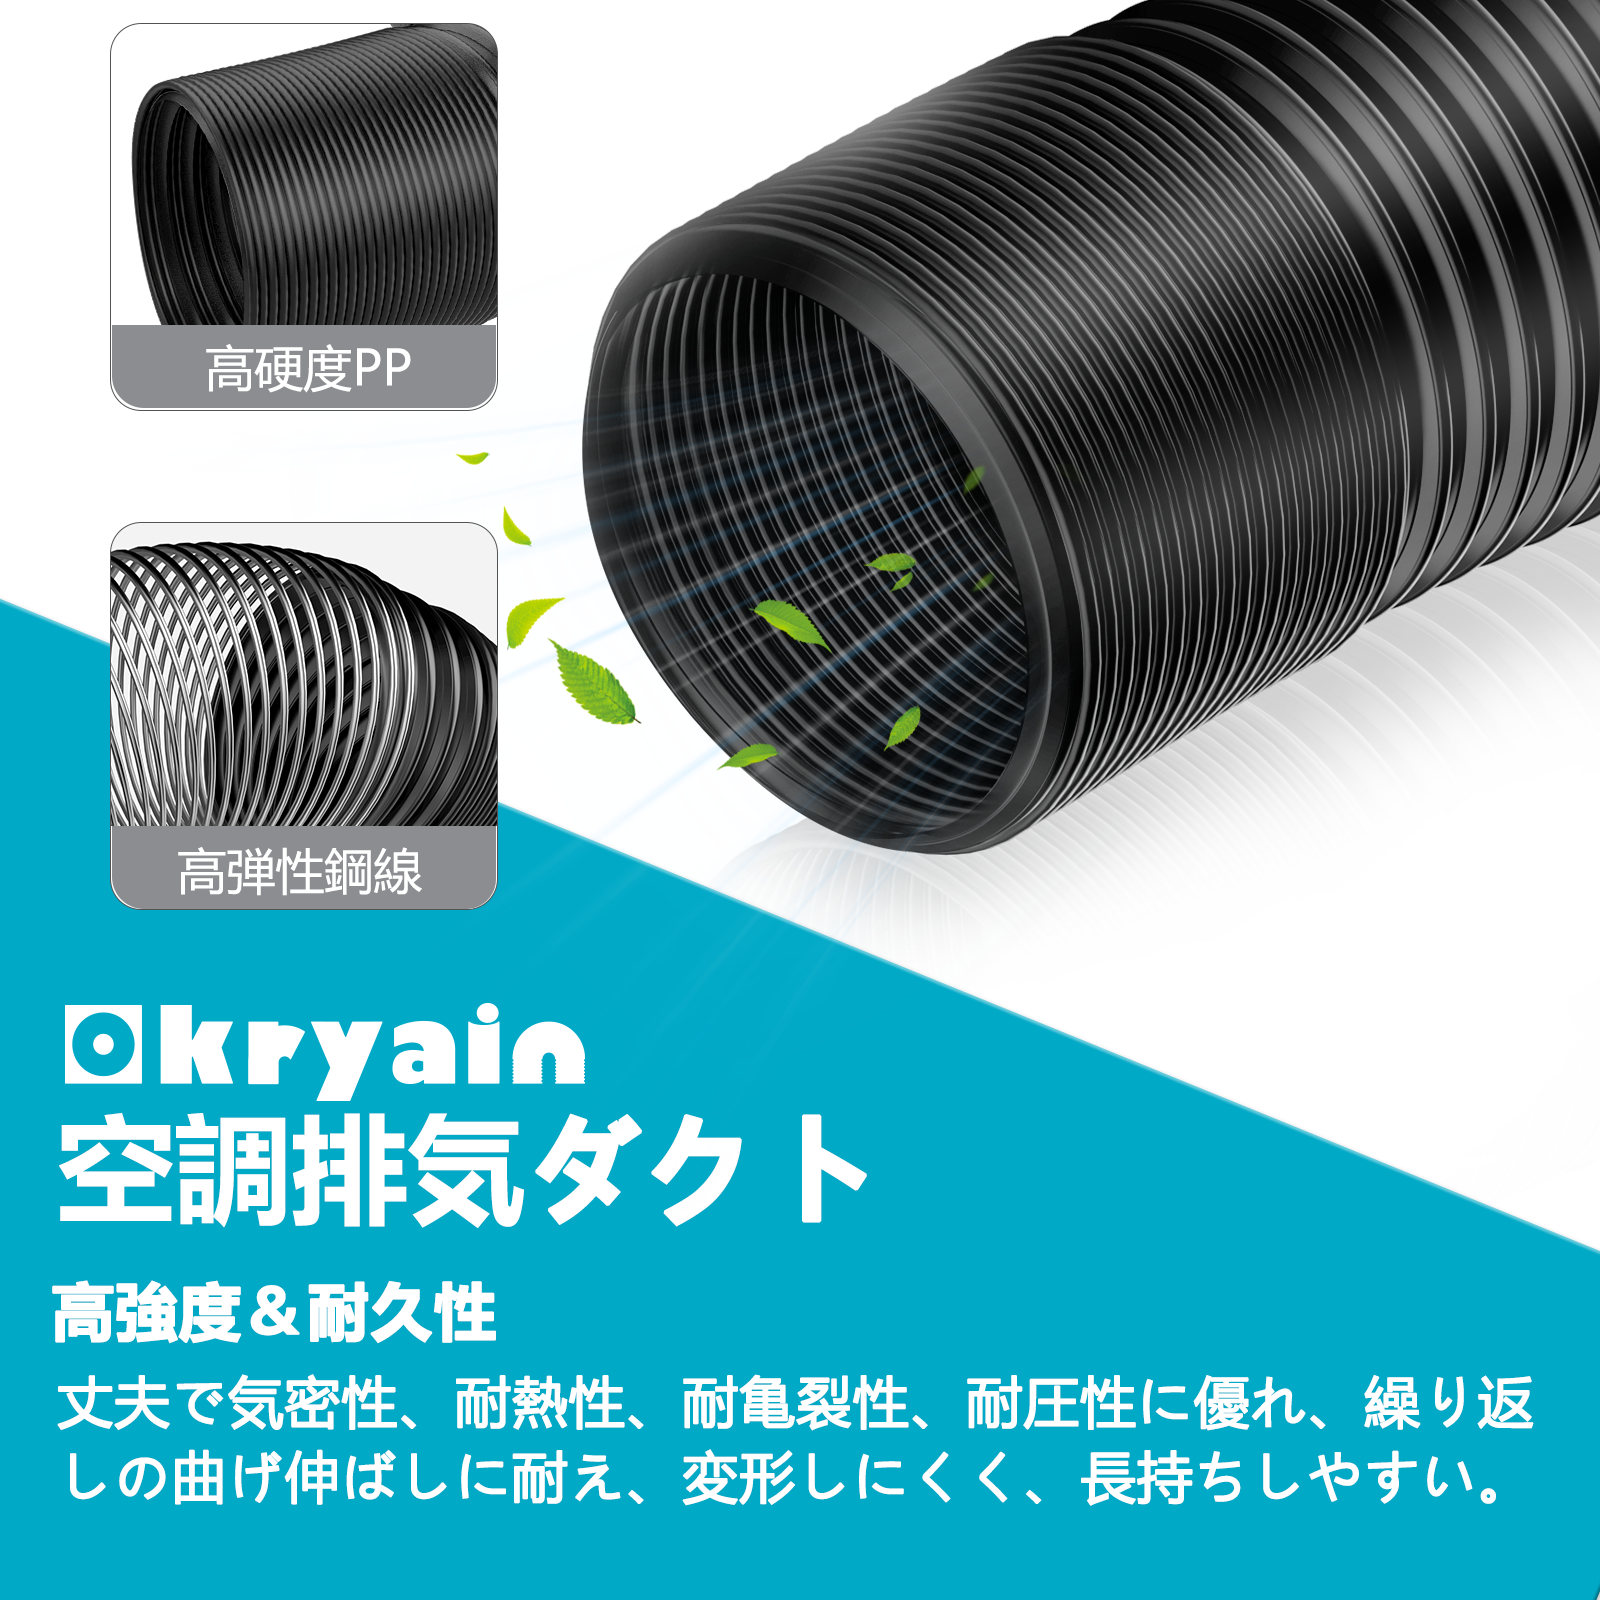 高硬度PP
高弾性鋼線
Okryain
空調排気ダクト
高強度＆耐久性
丈夫で気密性、耐熱性、耐亀裂性、耐圧性に優れ、繰り返
しの曲げ伸ばしに耐え、変形しにくく、長持ちしやすい。